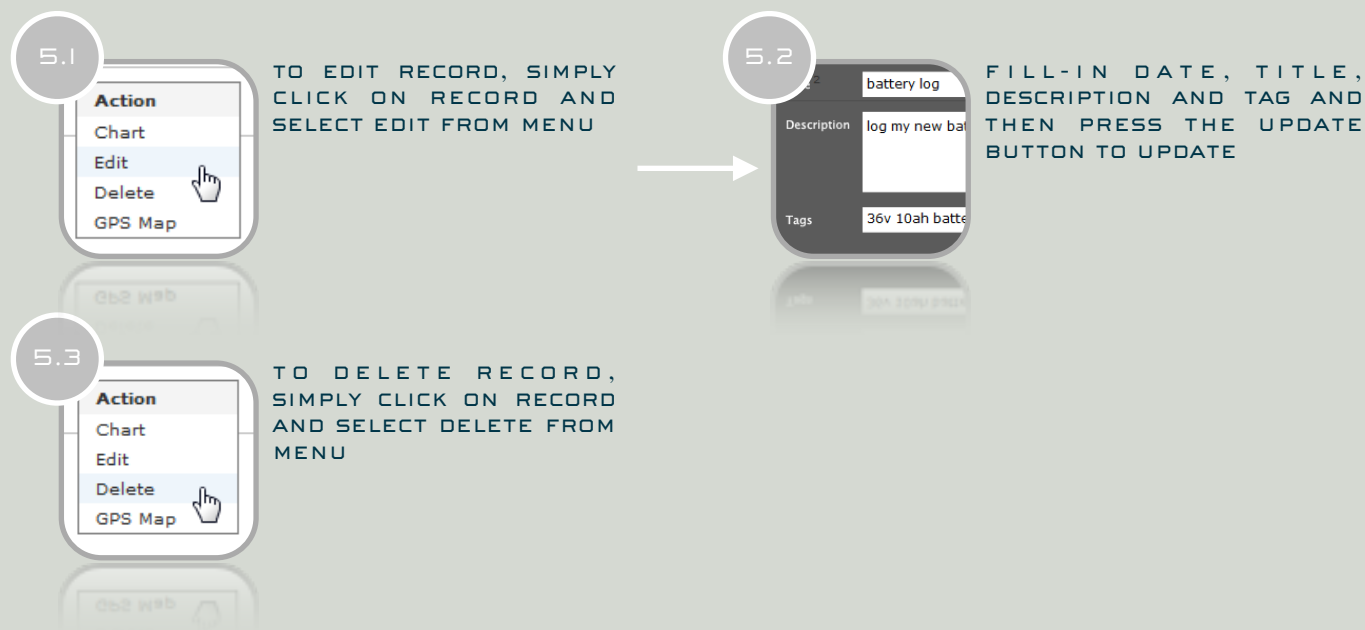 5.1
Action
Chart
Edit
Delete
GPS Map
TO EDIT RECORD, SIMPLY
CLICK ON RECORD AND
SELECT EDIT FROM MENU
5.2
battery log
Description log my new bat
Tags 36v 10ah batte
FILL-IN DATE, TITLE,
DESCRIPTION AND TAG AND
THEN PRESS THE UPDATE
BUTTON TO UPDATE
5.3
Action
Chart
Edit
Delete
GPS Map
TO DELETE RECORD,
SIMPLY CLICK ON RECORD
AND SELECT DELETE FROM
MENU